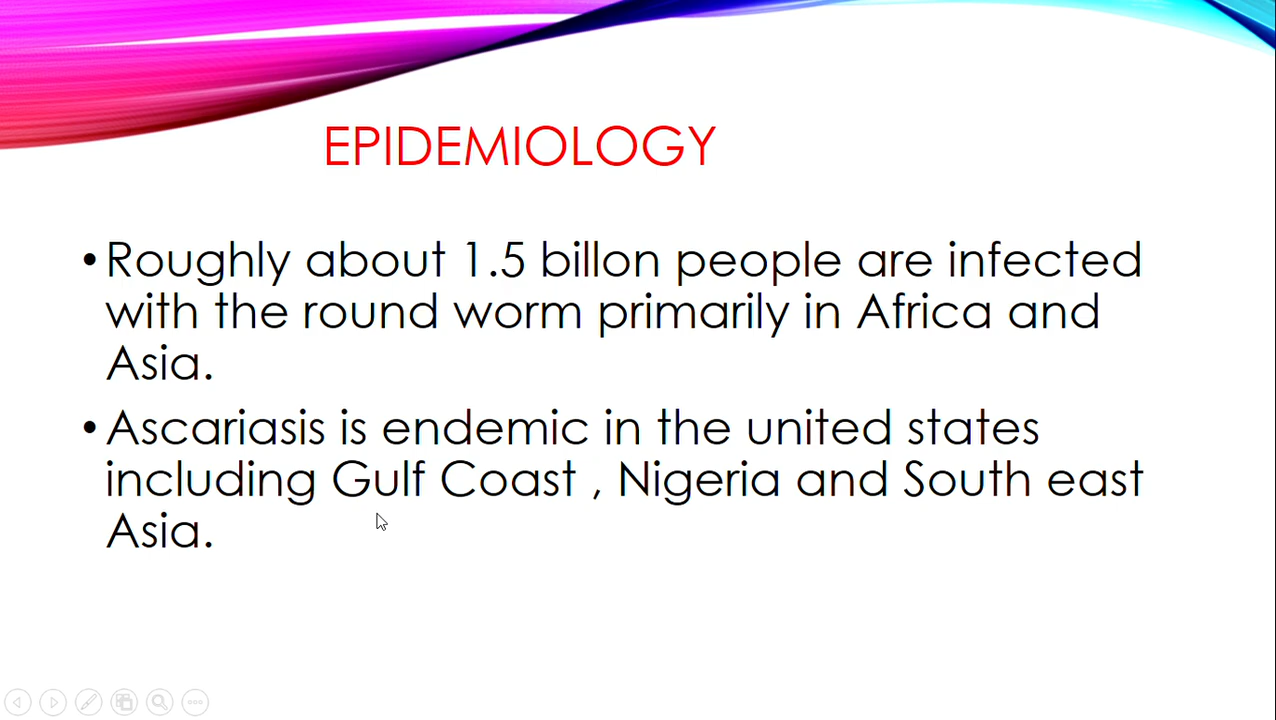 EPIDEMIOLOGY
• Roughly about 1.5 billon people are infected
with the round worm primarily in Africa and
Asia.
• Ascariasis is endemic in the united states
including Gulf Coast , Nigeria and South east
Asia.